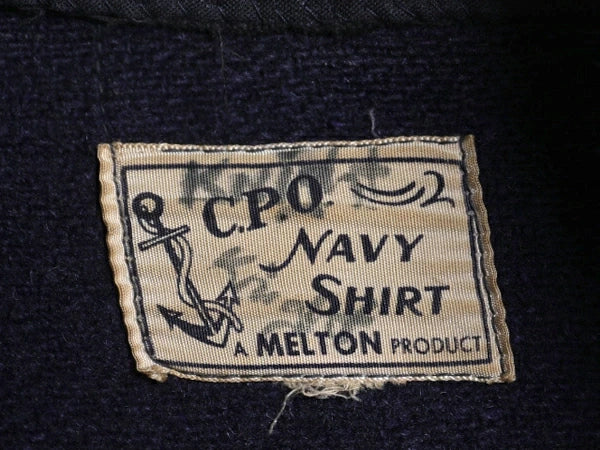 C.P.O.
NAVY
SHIRT
A MELTON PRODUCT